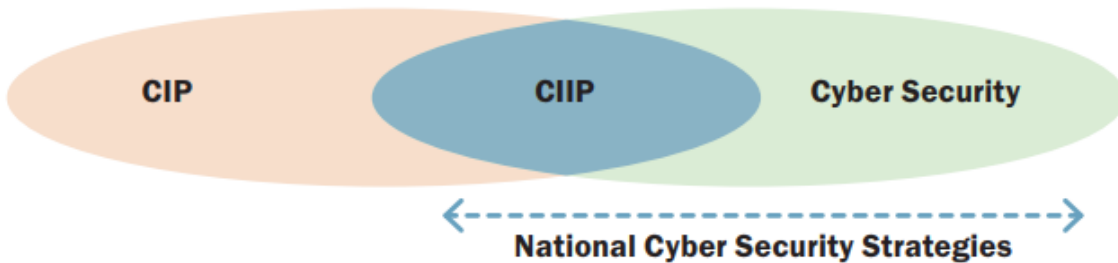 CIP
CIIP
Cyber Security
National Cyber Security Strategies